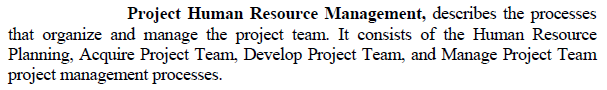 Project Human Resource Management, describes the processes
that organize and manage the project team. It consists of the Human Resource
Planning, Acquire Project Team, Develop Project Team, and Manage Project Team
project management processes.